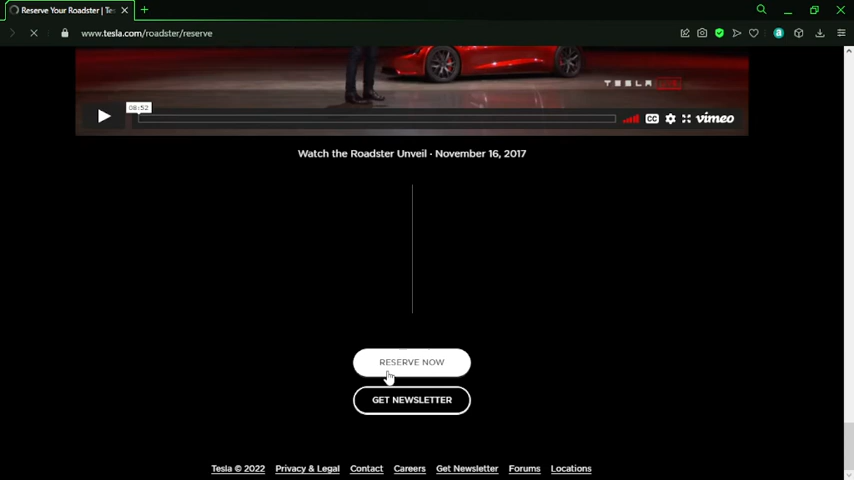 Reserve Your Roadster | Tes
www.tesla.com/roadster/reserve
TESLA
08:52
CC
vimeo
Watch the Roadster Unveil · November 16, 2017
RESERVE NOW
GET NEWSLETTER
Tesla © 2022 Privacy & Legal Contact Careers Get Newsletter Forums Locations